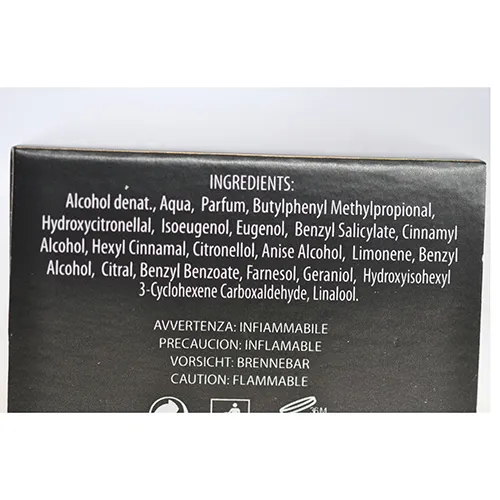 INGREDIENTS:
Alcohol denat., Aqua, Parfum, Butylphenyl Methylpropional,
Hydroxycitronellal, Isoeugenol, Eugenol, Benzyl Salicylate, Cinnamyl
Alcohol, Hexyl Cinnamal, Citronellol, Anise Alcohol, Limonene, Benzyl
Alcohol, Citral, Benzyl Benzoate, Farnesol, Geraniol, Hydroxyisohexyl
3-Cyclohexene Carboxaldehyde, Linalool.
AVVERTENZA: INFIAMMABILE
PRECAUCION: INFLAMABLE
VORSICHT: BRENNEBAR
CAUTION: FLAMMABLE
36M